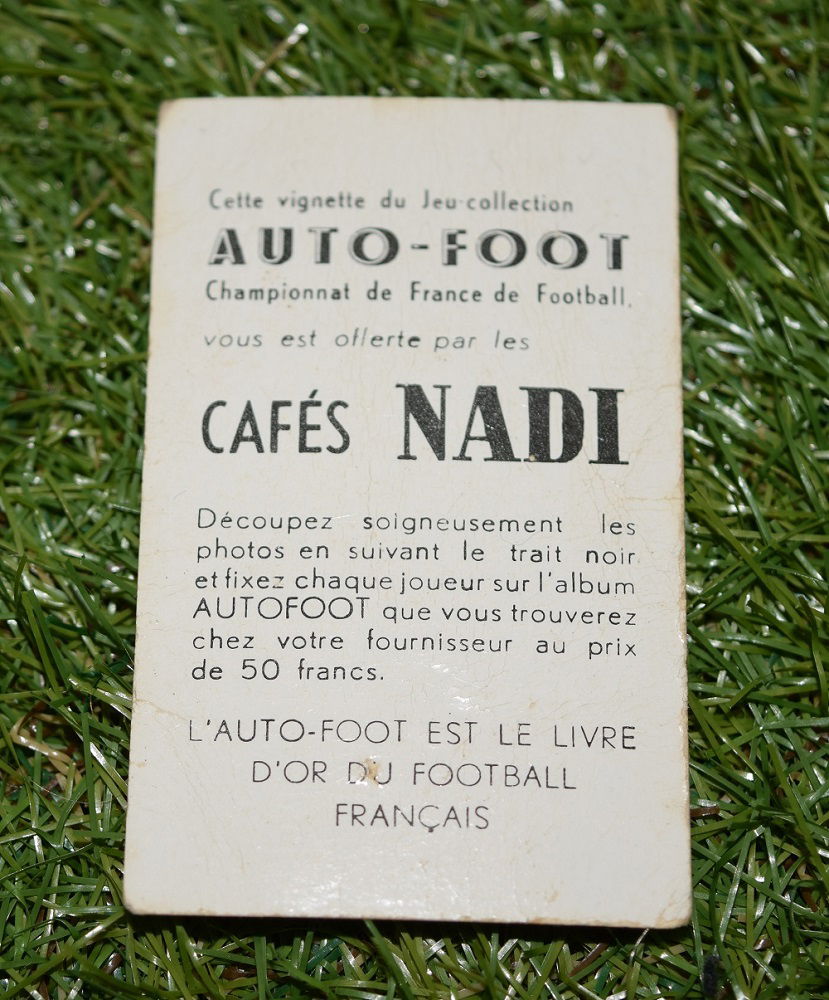 Cette vignette du Jeu-collection
AUTO-FOOT
Championnat de France de Football,
vous est offerte par les
CAFÉS NADI
Découpez soigneusement les
photos en suivant le trait noir
et fixez chaque joueur sur l'album
AUTOFOOT que vous trouverez
chez votre fournisseur au prix
de 50 francs.
L'AUTO-FOOT EST LE LIVRE
D'OR DU FOOTBALL
FRANÇAIS